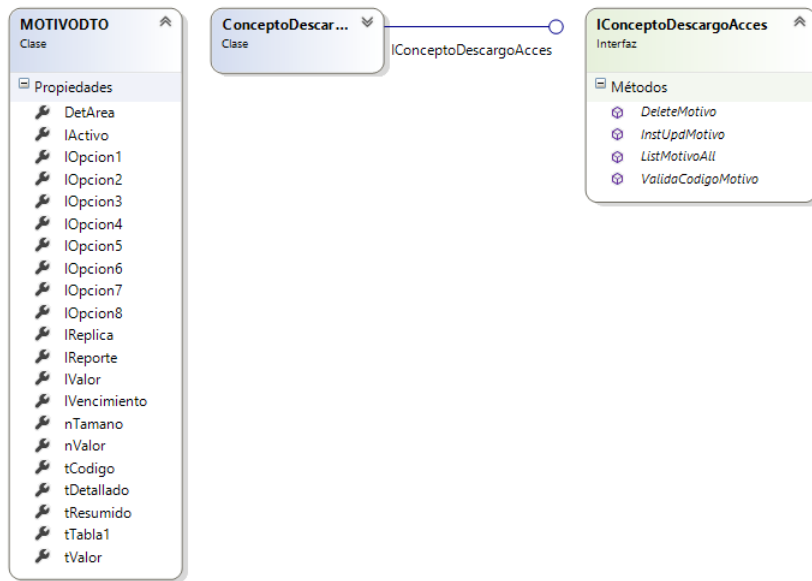 MOTIVODTO
Clase
Propiedades
DetArea
lActivo
lOpcion1
lOpcion2
lOpcion3
lOpcion4
lOpcion5
lOpcion6
lOpcion7
lOpcion8
lReplica
lReporte
lValor
lVencimiento
nTamano
nValor
tCodigo
tDetallado
tResumido
tTabla1
tValor
ConceptoDescar...
Clase
IConceptoDescargoAcces
IConceptoDescargoAcces
Interfaz
Métodos
DeleteMotivo
InstUpdMotivo
ListMotivoAll
ValidaCodigoMotivo